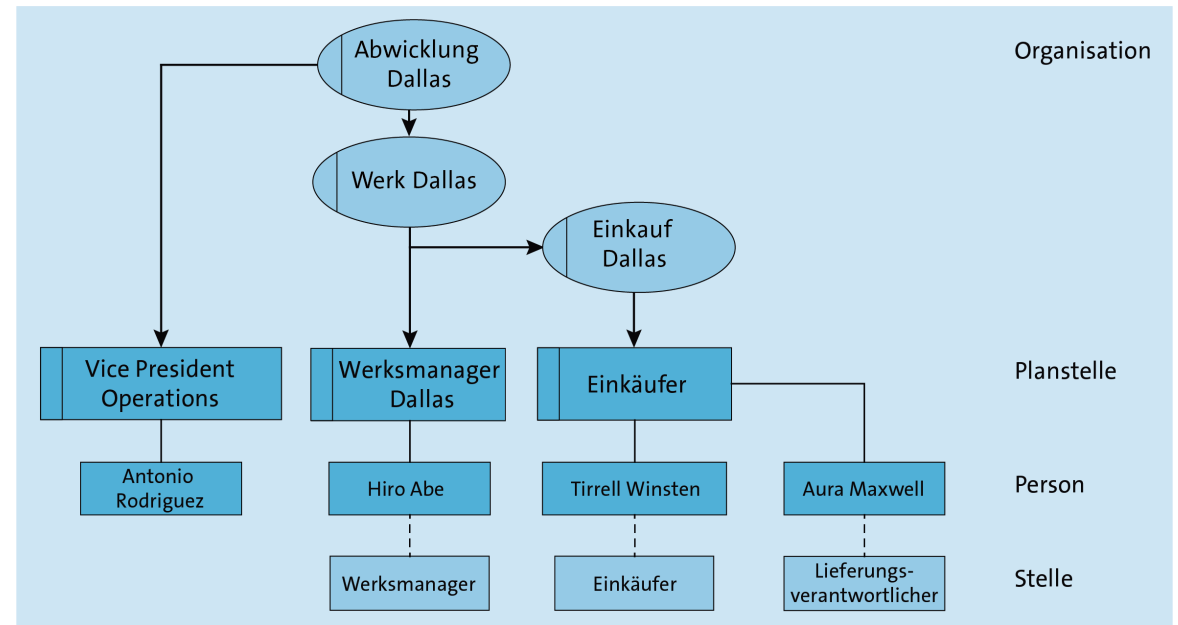 Abwicklung
Dallas
Organisation
Werk Dallas
Einkauf
Dallas
Vice President
Operations
Werksmanager
Dallas
Einkäufer
Planstelle
Antonio
Rodriguez
Hiro Abe
Tirrell Winsten
Aura Maxwell
Person
Werksmanager
Einkäufer
Lieferungs-
verantwortlicher
Stelle